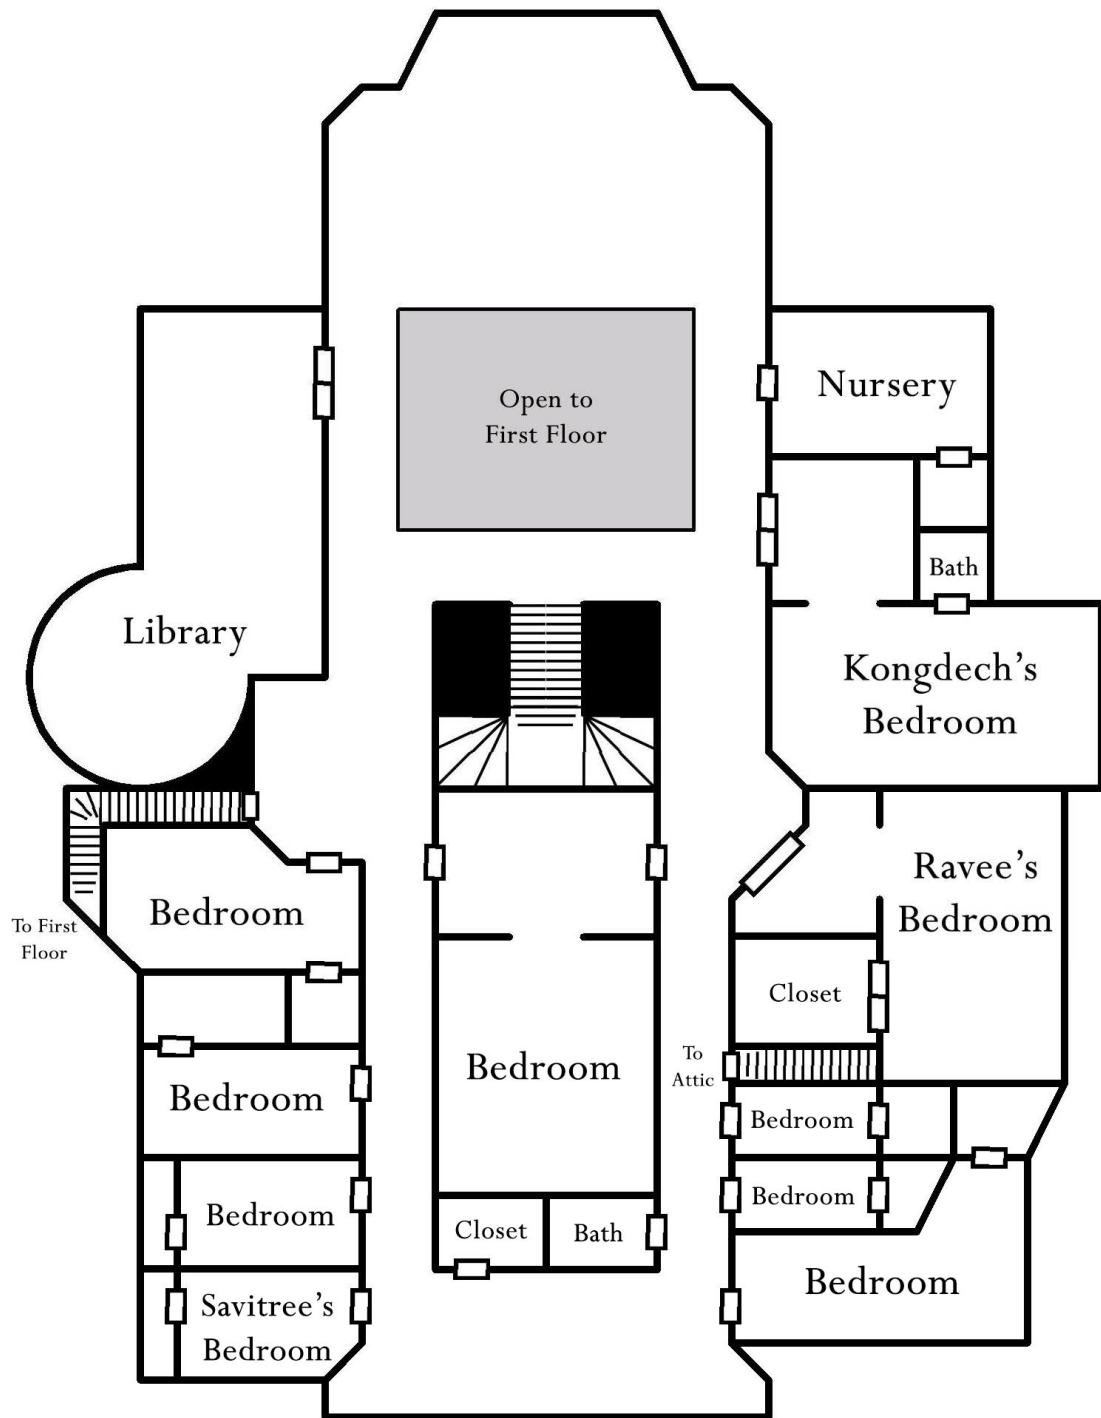 Open to
First Floor
Nursery
Bath
Library
Kongdech's
Bedroom
Ravee's
Bedroom
Bedroom
To First
Floor
Closet
To
Attic
Bedroom
Bedroom
Bedroom
Bedroom
Bedroom
Closet
Bath
Bedroom
Savitree's
Bedroom